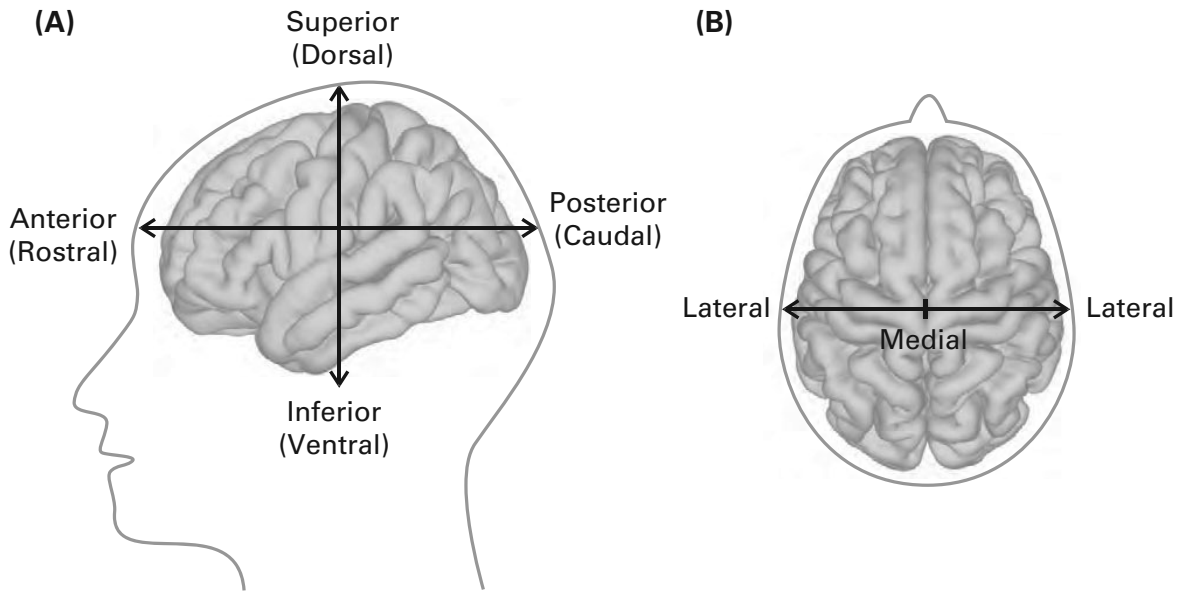 (A)
Superior
(Dorsal)
Anterior
(Rostral)
Posterior
(Caudal)
Inferior
(Ventral)
(B)
Lateral
Medial
Lateral